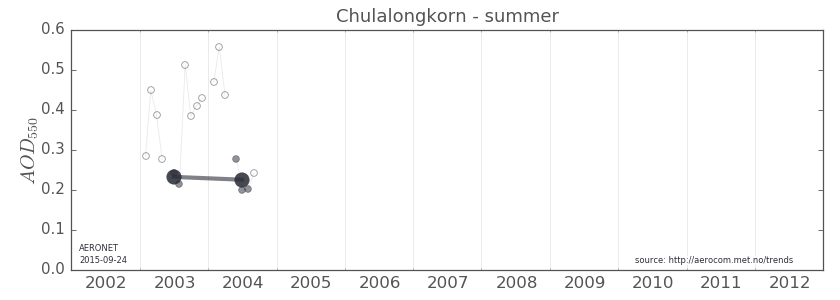 Chulalongkorn - summer
0.6
0.5
0.4
0.3
0.2
0.1
0.0
AOD550
AERONET
2015-09-24
source: http://aerocom.met.no/trends
2002 2003 2004 2005 2006 2007 2008 2009 2010 2011 2012